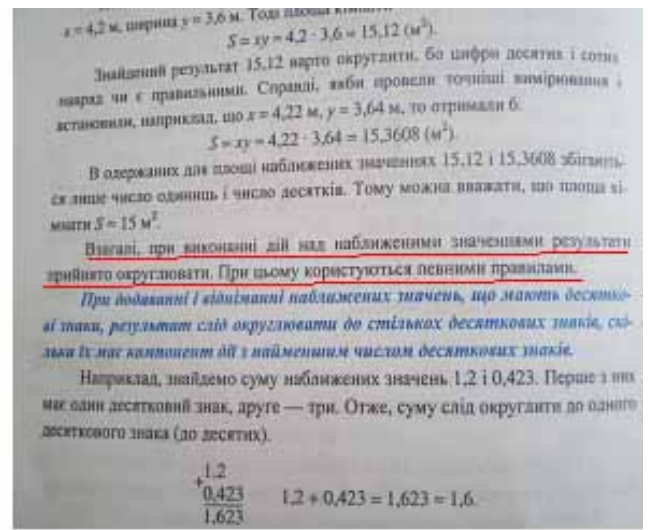 x = 4,2 м, ширина y = 3,6 м. Тоді площа кімнати
S = xy = 4,2 · 3,6 = 15,12 (м²).
Знайдений результат 15,12 варто округлити, бо цифри десятих і сотих
навряд чи є правильними. Справді, якби провели точніші вимірювання і
встановили, наприклад, що x = 4,22 м, y = 3,64 м, то отримали б:
S = xy = 4,22 · 3,64 = 15,3608 (м²).
В одержаних для площі наближених значеннях 15,12 і 15,3608 збігають-
ся лише число одиниць і число десятків. Тому можна вважати, що площа кі-
мнати S = 15 м².
Взагалі, при виконанні дій над наближеними значеннями результати
прийнято округлювати. При цьому користуються певними правилами.
При додаванні і відніманні наближених значень, що мають десятко-
ві знаки, результат слід округлювати до стількох десяткових знаків, скі-
льки їх має компонент дії з найменшим числом десяткових знаків.
Наприклад, знайдемо суму наближених значень 1,2 і 0,423. Перше з них
має один десятковий знак, друге — три. Отже, суму слід округлити до одного
десяткового знака (до десятих).
1,2
+
0,423
1,623
1,2 + 0,423 = 1,623 = 1,6.